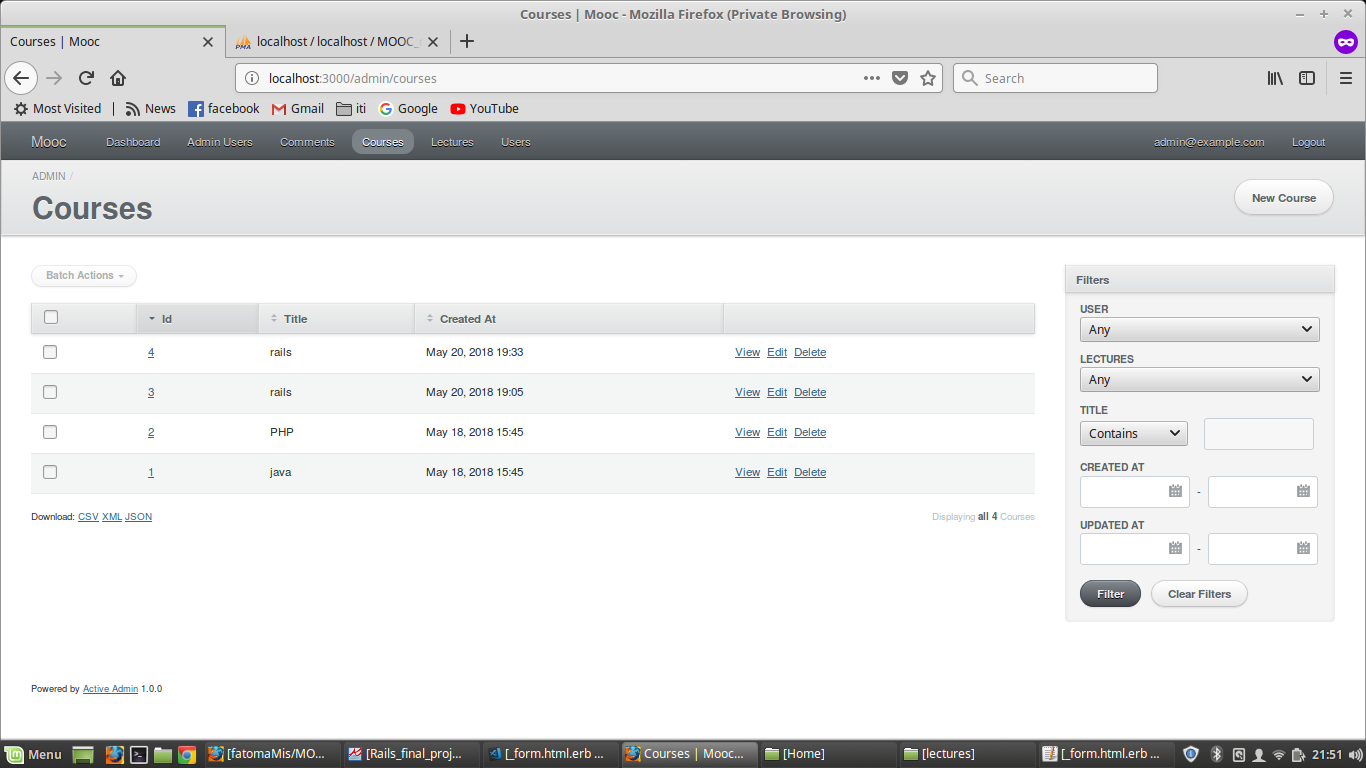 Courses | Mooc - Mozilla Firefox (Private Browsing)
Courses | Mooc
localhost / localhost / MOOC_
localhost:3000/admin/courses
Search
Most Visited
News
facebook
Gmail
iti
Google
YouTube
Mooc Dashboard Admin Users Comments Courses Lectures Users admin@example.com Logout
ADMIN /
Courses
New Course
Batch Actions
Id Title Created At
4 rails May 20, 2018 19:33 View Edit Delete
3 rails May 20, 2018 19:05 View Edit Delete
2 PHP May 18, 2018 15:45 View Edit Delete
1 java May 18, 2018 15:45 View Edit Delete
Download: CSV XML JSON
Displaying all 4 Courses
Filters
USER
Any
LECTURES
Any
TITLE
Contains
CREATED AT
-
UPDATED AT
-
Filter Clear Filters
Powered by Active Admin 1.0.0
Menu
[fatomaMis/MO...
[Rails_final_proj...
[_form.html.erb ...
Courses | Mooc...
[Home]
[lectures]
[_form.html.erb ...
21:51